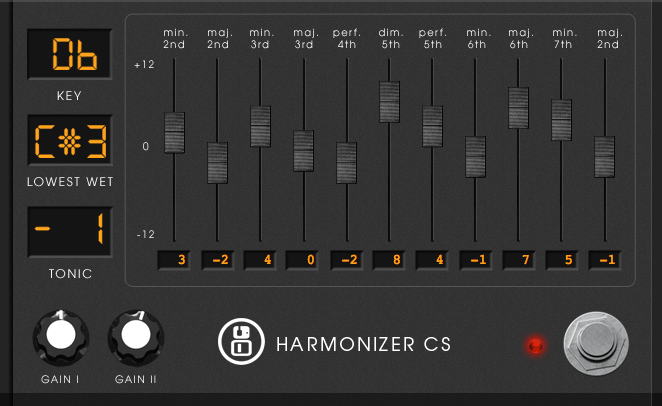 Db
KEY
C#3
LOWEST WET
- 1
TONIC
min. 2nd
maj. 2nd
min. 3rd
maj. 3rd
perf. 4th
dim. 5th
perf. 5th
min. 6th
maj. 6th
min. 7th
maj. 2nd
+12
0
-12
3 -2 4 0 -2 8 4 -1 7 5 -1
GAIN I
GAIN II
HARMONIZER CS